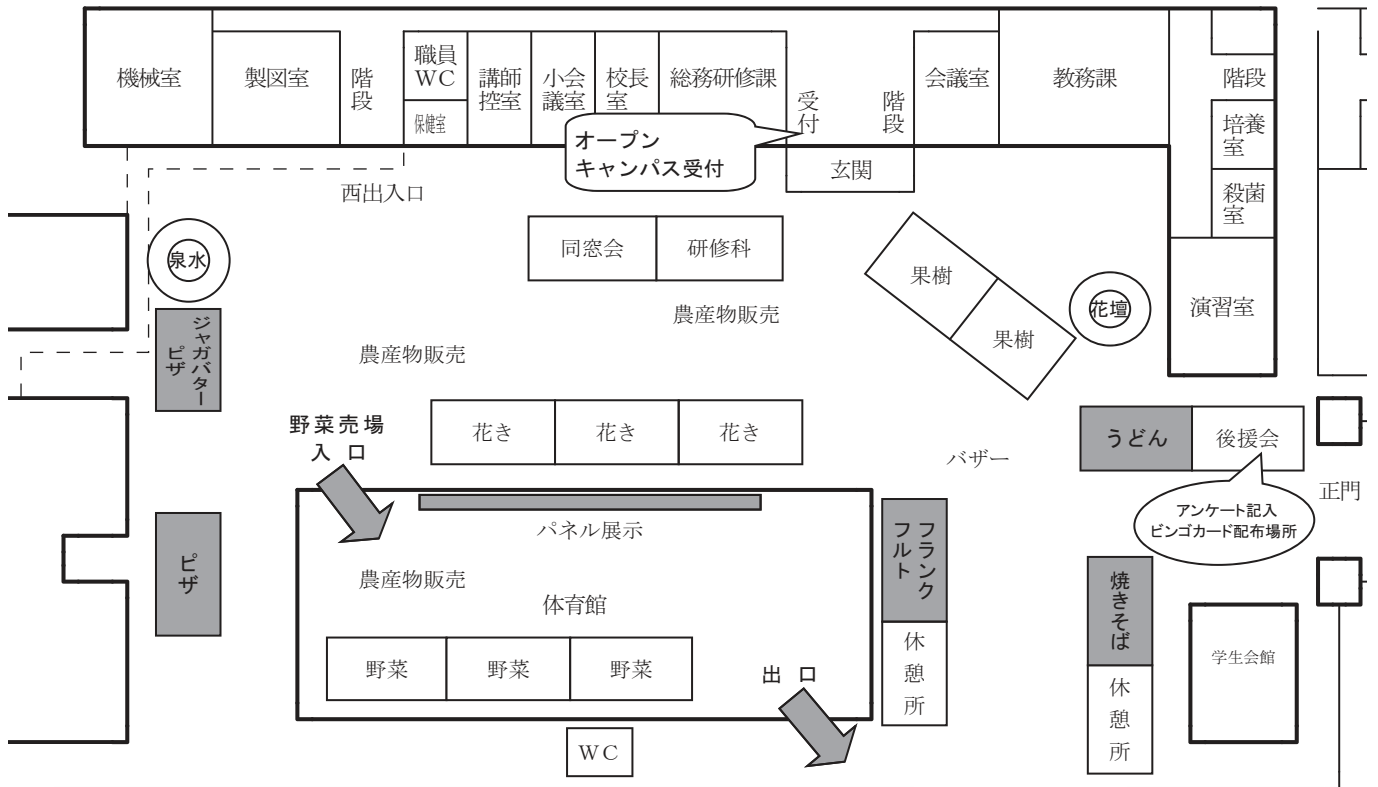 機械室
製図室
階段
職員
WC
保健室
講師
控室
小会
議室
校長
室
総務研修課
受付
階段
会議室
教務課
階段
培養
室
殺菌
室
演習室
オープン
キャンパス受付
玄関
西出入口
泉水
同窓会
研修科
果樹
果樹
花壇
農産物販売
農産物販売
ジャガバター
ピザ
野菜売場
入口
花き
花き
花き
バザー
うどん
後援会
正門
アンケート記入
ビンゴカード配布場所
パネル展示
フランク
フルト
ピザ
農産物販売
体育館
焼きそば
野菜
野菜
野菜
出口
休憩所
休憩所
学生会館
WC